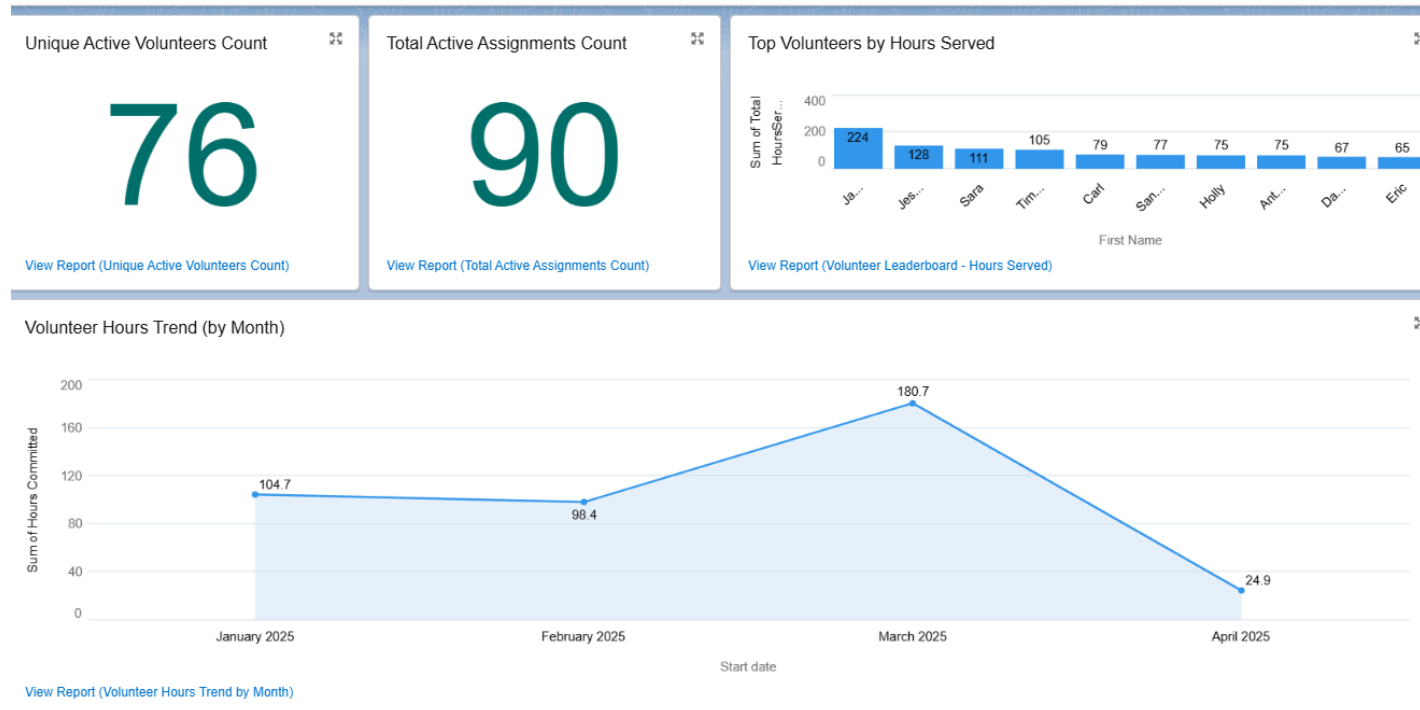 Unique Active Volunteers Count
76
View Report (Unique Active Volunteers Count)
Total Active Assignments Count
90
View Report (Total Active Assignments Count)
Top Volunteers by Hours Served
Sum of Total
HoursSer...
400
200
0
224
128
111
105
79
77
75
75
67
65
Ja...
Jes...
Sara
Tim...
Carl
San...
Holly
Ant...
Da...
Eric
First Name
View Report (Volunteer Leaderboard - Hours Served)
Volunteer Hours Trend (by Month)
Sum of Hours Committed
200
160
120
80
40
0
104.7
98.4
180.7
24.9
January 2025
February 2025
March 2025
April 2025
Start date
View Report (Volunteer Hours Trend by Month)